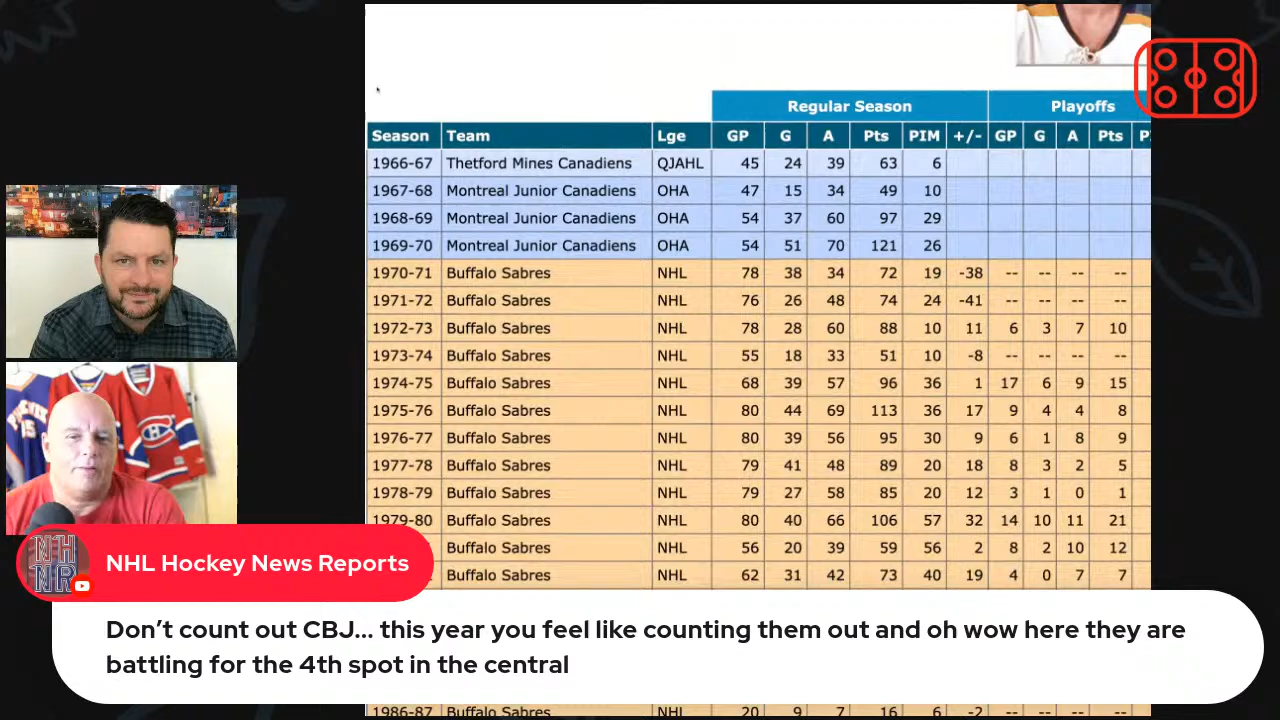 Regular Season Playoffs
Season Team Lge GP G A Pts PIM +/- GP G A Pts
1966-67 Thetford Mines Canadiens QJAHL 45 24 39 63 6
1967-68 Montreal Junior Canadiens OHA 47 15 34 49 10
1968-69 Montreal Junior Canadiens OHA 54 37 60 97 29
1969-70 Montreal Junior Canadiens OHA 54 51 70 121 26
1970-71 Buffalo Sabres NHL 78 38 34 72 19 -38 -- -- -- --
1971-72 Buffalo Sabres NHL 76 26 48 74 24 -41 -- -- -- --
1972-73 Buffalo Sabres NHL 78 28 60 88 10 11 6 3 7 10
1973-74 Buffalo Sabres NHL 55 18 33 51 10 -8 -- -- -- --
1974-75 Buffalo Sabres NHL 68 39 57 96 36 1 17 6 9 15
1975-76 Buffalo Sabres NHL 80 44 69 113 36 17 9 4 4 8
1976-77 Buffalo Sabres NHL 80 39 56 95 30 9 6 1 8 9
1977-78 Buffalo Sabres NHL 79 41 48 89 20 18 8 3 2 5
1978-79 Buffalo Sabres NHL 79 27 58 85 20 12 3 1 0 1
1979-80 Buffalo Sabres NHL 80 40 66 106 57 32 14 10 11 21
Buffalo Sabres NHL 56 20 39 59 56 2 8 2 10 12
Buffalo Sabres NHL 62 31 42 73 40 19 4 0 7 7
NH
NR
NHL Hockey News Reports
Don’t count out CBJ... this year you feel like counting them out and oh wow here they are
battling for the 4th spot in the central
1986-87 Buffalo Sabres NHL 20 9 7 16 6 -2 -- -- -- --